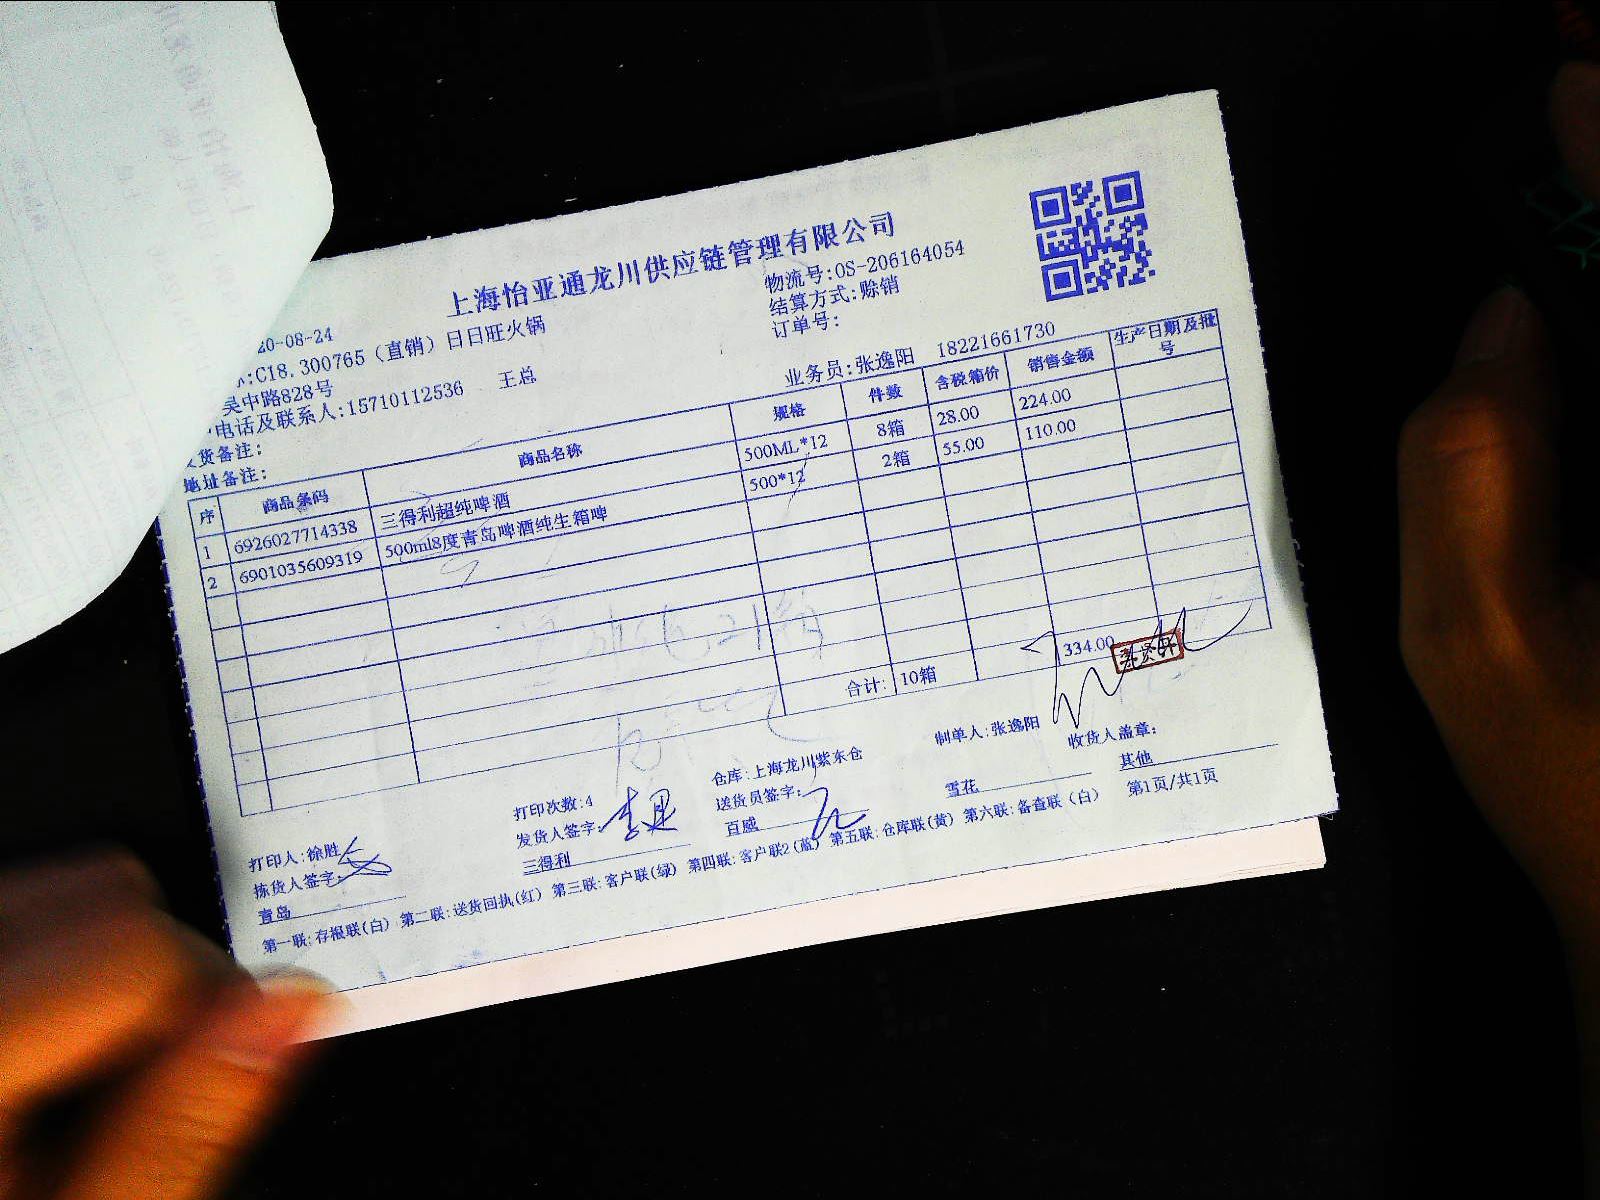 上海怡亚通龙川供应链管理有限公司
20-08-24
物流号:OS-206164054
:C18.300765（直销）日日旺火锅
结算方式:赊销
吴中路828号
订单号:
电话及联系人:15710112536 王总
业务员:张逸阳 18221661730
货备注:
地址备注:
序 商品条码 商品名称 规格 件数 含税箱价 销售金额 生产日期及批号
1 6926027714338 三得利超纯啤酒 500ML*12 8箱 28.00 224.00
2 6901035609319 500ml8度青岛啤酒纯生箱啤 500*12 2箱 55.00 110.00
合计: 10箱 334.00
打印人:徐胜 打印次数:4 仓库:上海龙川紫东仓 制单人:张逸阳 收货人盖章:
拣货人签字: 发货人签字: 送货员签字:
青岛 三得利 百威 雪花 其他
第一联:存根联(白) 第二联:送货回执(红) 第三联:客户联(绿) 第四联:客户联2(蓝) 第五联:仓库联(黄) 第六联:备查联（白） 第1页/共1页